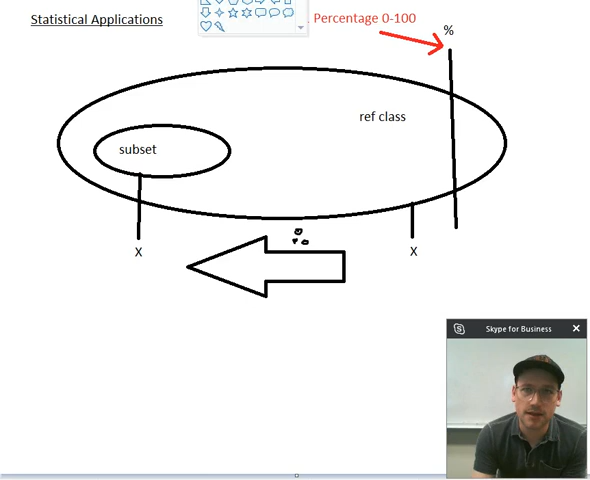 Statistical Applications
Percentage 0-100
%
ref class
subset
X
X
Skype for Business